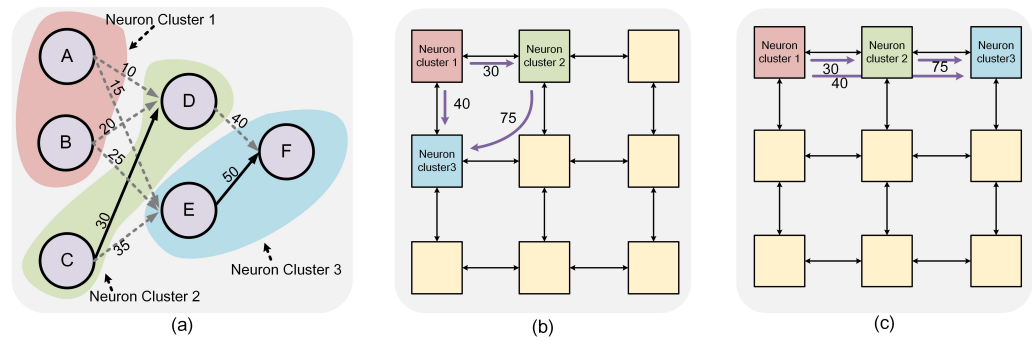 Neuron Cluster 1
A
10
15
D
B
20
40
25
F
50
E
30
C
35
Neuron Cluster 3
Neuron Cluster 2
(a)
Neuron
cluster 1
30
Neuron
cluster 2
40
75
Neuron
cluster3
(b)
Neuron
cluster 1
30
40
Neuron
cluster 2
75
Neuron
cluster3
(c)